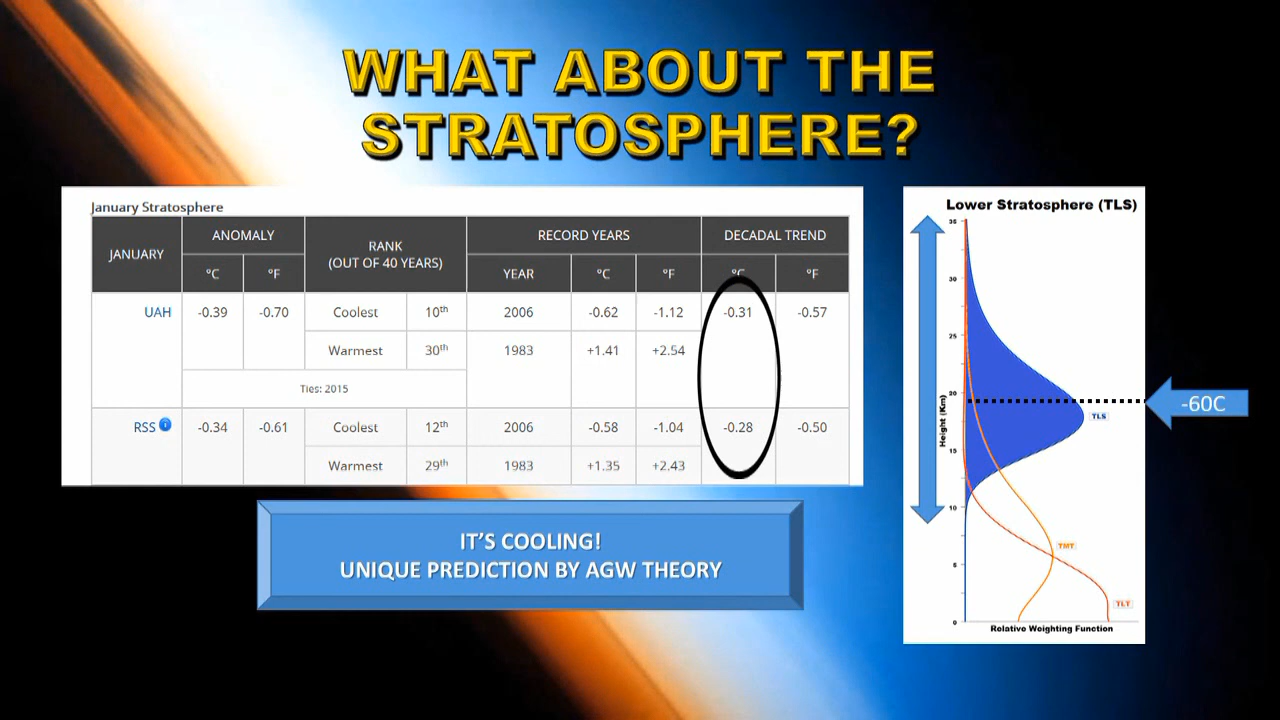 WHAT ABOUT THE
STRATOSPHERE?
January Stratosphere
JANUARY ANOMALY RANK (OUT OF 40 YEARS) RECORD YEARS DECADAL TREND
°C °F YEAR °C °F °C °F
UAH -0.39 -0.70 Coolest 10th 2006 -0.62 -1.12 -0.31 -0.57
Warmest 30th 1983 +1.41 +2.54
Ties: 2015
RSS -0.34 -0.61 Coolest 12th 2006 -0.58 -1.04 -0.28 -0.50
Warmest 29th 1983 +1.35 +2.43
IT'S COOLING!
UNIQUE PREDICTION BY AGW THEORY
Lower Stratosphere (TLS)
35
30
25
20
15
10
5
0
Height (Km)
TLS
TMT
TLT
Relative Weighting Function
-60C